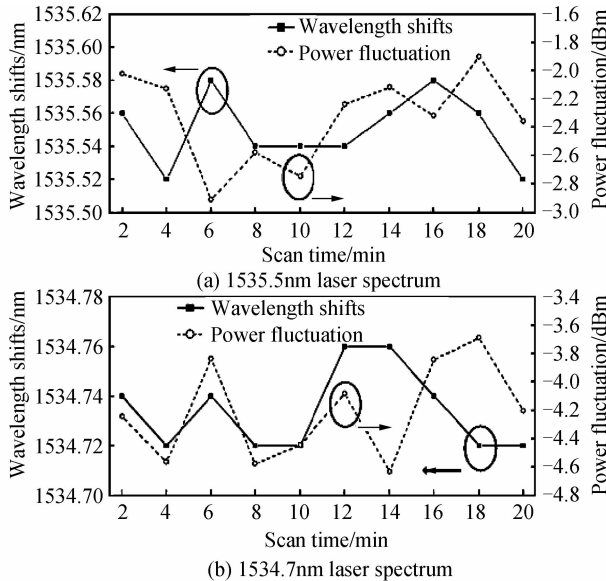 1535.62
1535.60
1535.58
1535.56
1535.54
1535.52
1535.50
Wavelength shifts/nm
Wavelength shifts
Power fluctuation
−1.6
−1.8
−2.0
−2.2
−2.4
−2.6
−2.8
−3.0
Power fluctuation/dBm
2 4 6 8 10 12 14 16 18 20
Scan time/min
(a) 1535.5nm laser spectrum
1534.78
1534.76
1534.74
1534.72
1534.70
Wavelength shifts/nm
Wavelength shifts
Power fluctuation
−3.4
−3.6
−3.8
−4.0
−4.2
−4.4
−4.6
−4.8
Power fluctuation/dBm
2 4 6 8 10 12 14 16 18 20
Scan time/min
(b) 1534.7nm laser spectrum